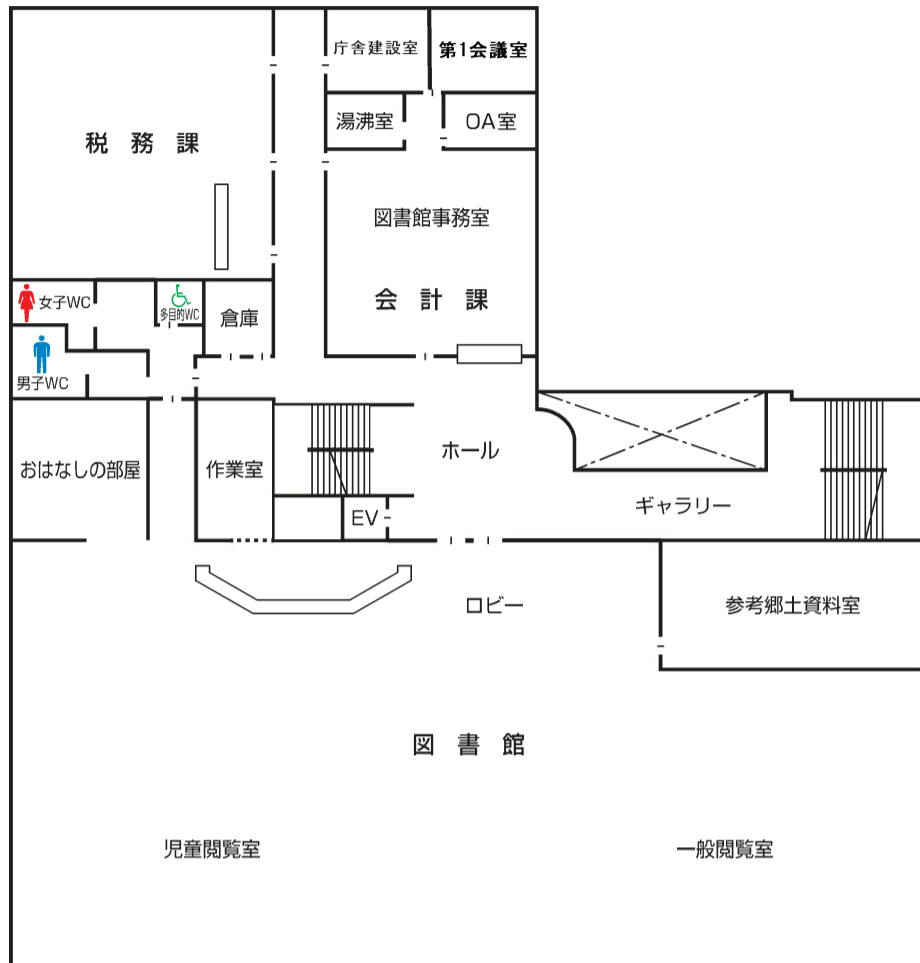 庁舎建設室
第1会議室
湯沸室
OA室
税務課
図書館事務室
会計課
女子WC
多目的WC
倉庫
男子WC
おはなしの部屋
作業室
ホール
EV
ギャラリー
ロビー
参考郷土資料室
図書館
児童閲覧室
一般閲覧室